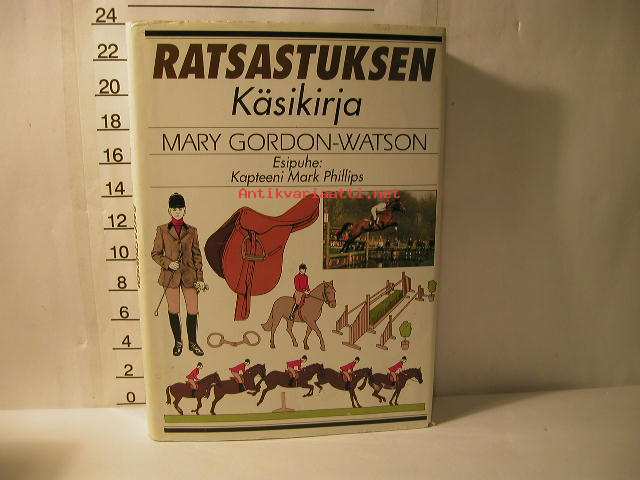 RATSASTUKSEN
Käsikirja
MARY GORDON-WATSON
Esipuhe:
Kapteeni Mark Phillips
Antikvariaatti.net
24
22
20
18
16
14
12
10
8
6
4
2
0